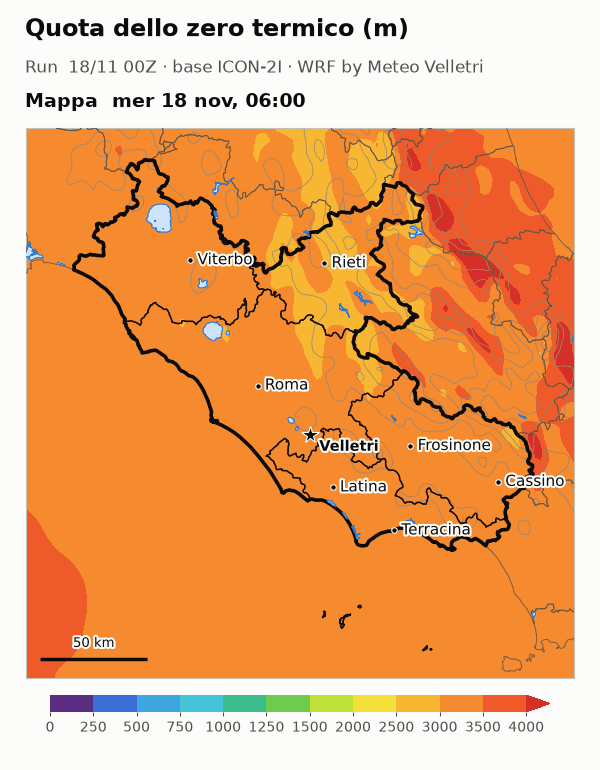 Quota dello zero termico (m)
Run  18/11 00Z · base ICON-2I · WRF by Meteo Velletri
Mappa  mer 18 nov, 06:00
Viterbo
Rieti
Roma
Velletri
Frosinone
Latina
Cassino
Terracina
50 km
0 250 500 750 1000 1250 1500 2000 2500 3000 3500 4000